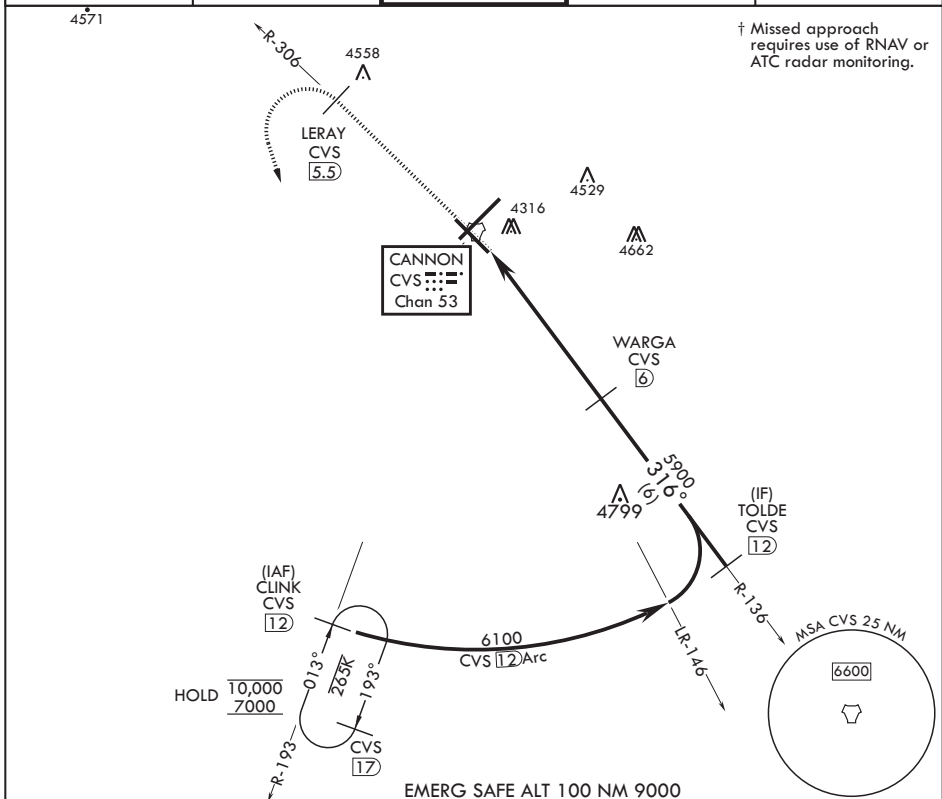 4571
† Missed approach
requires use of RNAV or
ATC radar monitoring.
R-306
4558
LERAY
CVS
5.5
4529
4316
4662
CANNON
CVS
Chan 53
WARGA
CVS
6
5900
316°
(6)
4799
(IF)
TOLDE
CVS
12
R-136
(IAF)
CLINK
CVS
12
6100
CVS 12 Arc
LR-146
MSA CVS 25 NM
6600
HOLD 10,000
7000
013°
265K
193°
CVS
17
R-193
EMERG SAFE ALT 100 NM 9000